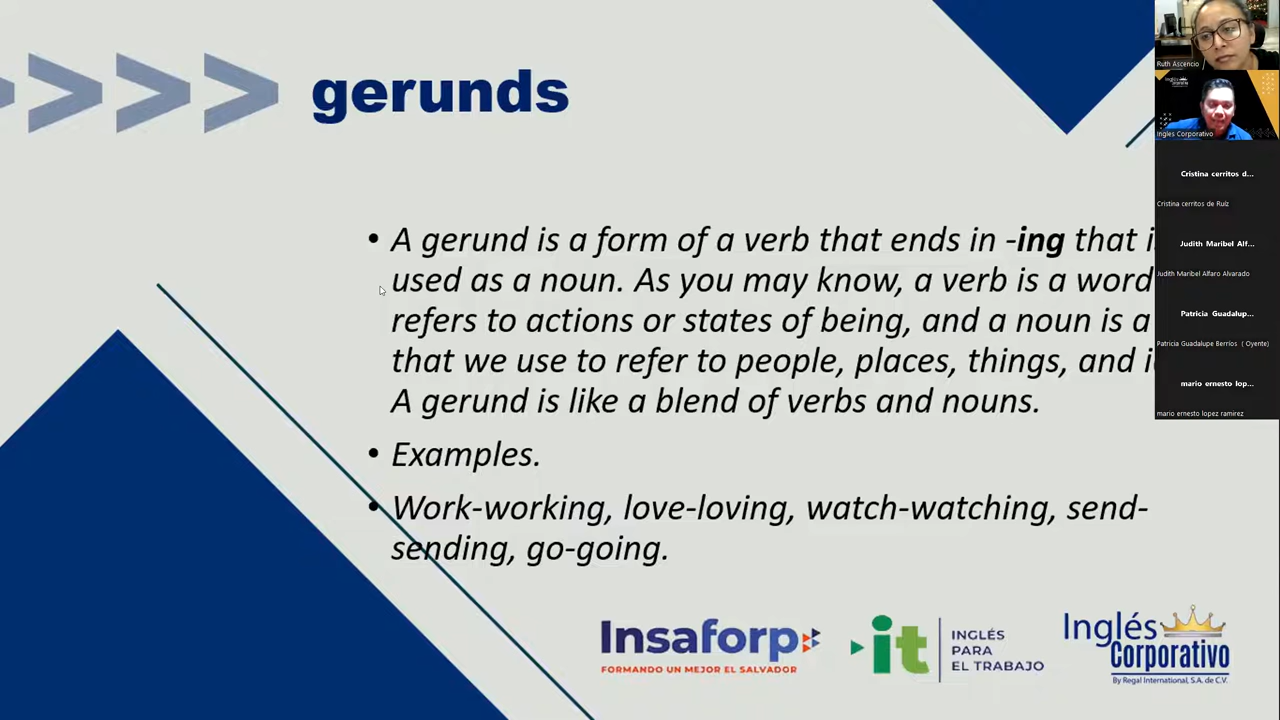 gerunds
• A gerund is a form of a verb that ends in -ing that
used as a noun. As you may know, a verb is a word
refers to actions or states of being, and a noun is a
that we use to refer to people, places, things, and
A gerund is like a blend of verbs and nouns.
• Examples.
• Work-working, love-loving, watch-watching, send-
sending, go-going.
Insaforp
FORMANDO UN MEJOR EL SALVADOR
it
INGLÉS
PARA
EL TRABAJO
Inglés
Corporativo
By Regal International, S.A. de C.V.
Ruth Ascencio
Ingles Corporativo
Cristina cerritos d...
Cristina cerritos de Ruíz
Judith Maribel Alf...
Judith Maribel Alfaro Alvarado
Patricia Guadalup...
Patricia Guadalupe Berríos ( Oyente)
mario ernesto lop...
mario ernesto lopez ramirez